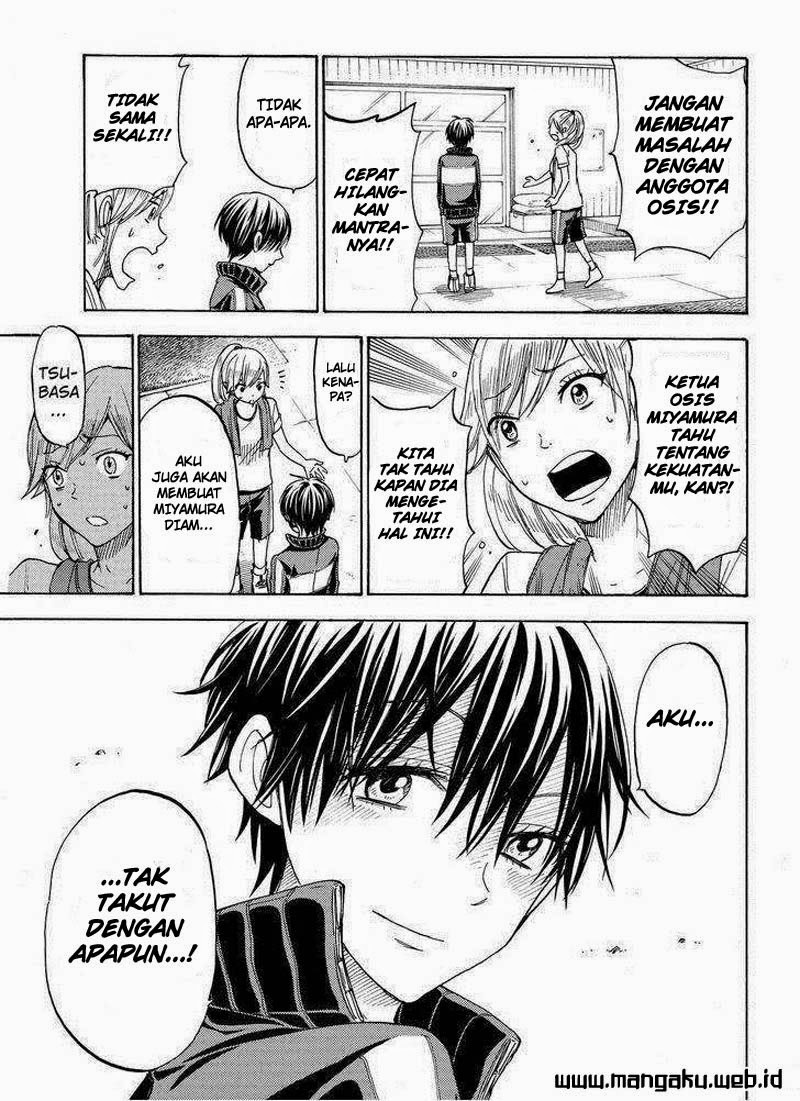 JANGAN
MEMBUAT
MASALAH
DENGAN
ANGGOTA
OSIS!!
CEPAT
HILANG-
KAN
MANTRA-
NYA!!
TIDAK
APA-APA.
TIDAK
SAMA
SEKALI!!
KETUA
OSIS
MIYAMURA
TAHU
TENTANG
KEKUATAN-
MU, KAN?!
KITA
TAK TAHU
KAPAN DIA
MENGE-
TAHUI
HAL INI!!
LALU
KENA-
PA?
AKU
JUGA AKAN
MEMBUAT
MIYAMURA
DIAM...
TSU-
BASA
...
AKU...
...TAK
TAKUT
DENGAN
APAPUN...!
www.mangaku.web.id